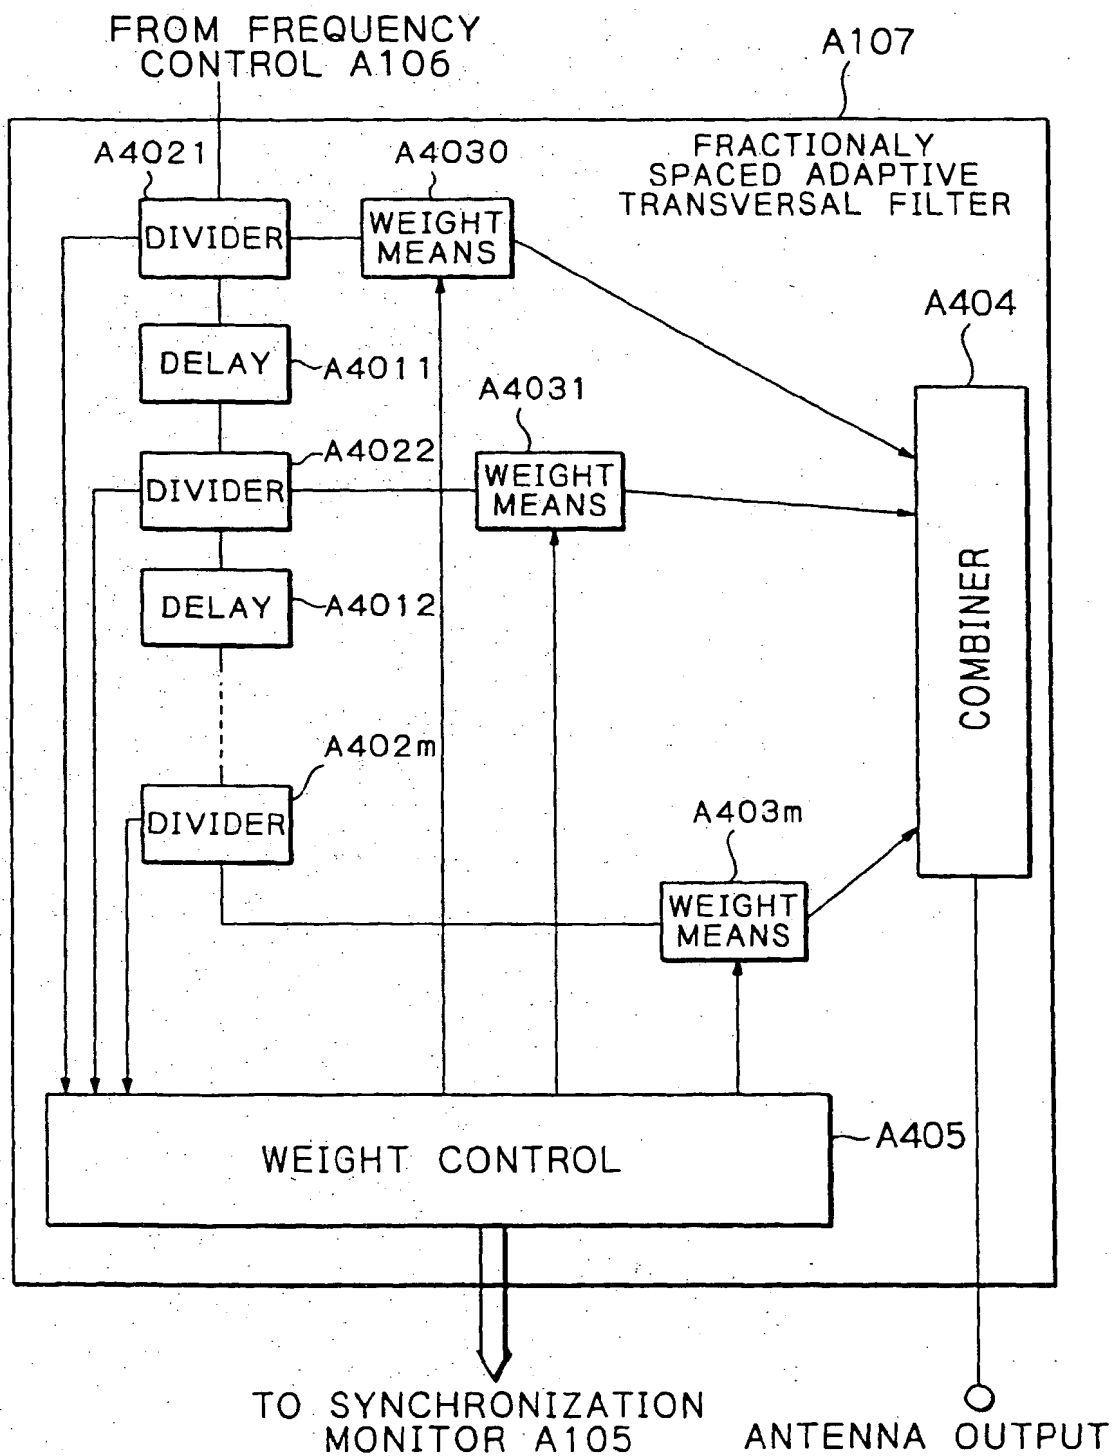 FROM FREQUENCY
CONTROL A106
A107
FRACTIONALY
SPACED ADAPTIVE
TRANSVERSAL FILTER
A4021
A4030
DIVIDER
WEIGHT
MEANS
A404
DELAY
A4011
A4031
A4022
DIVIDER
WEIGHT
MEANS
DELAY
A4012
COMBINER
A402m
DIVIDER
A403m
WEIGHT
MEANS
WEIGHT CONTROL
A405
TO SYNCHRONIZATION
MONITOR A105
ANTENNA OUTPUT